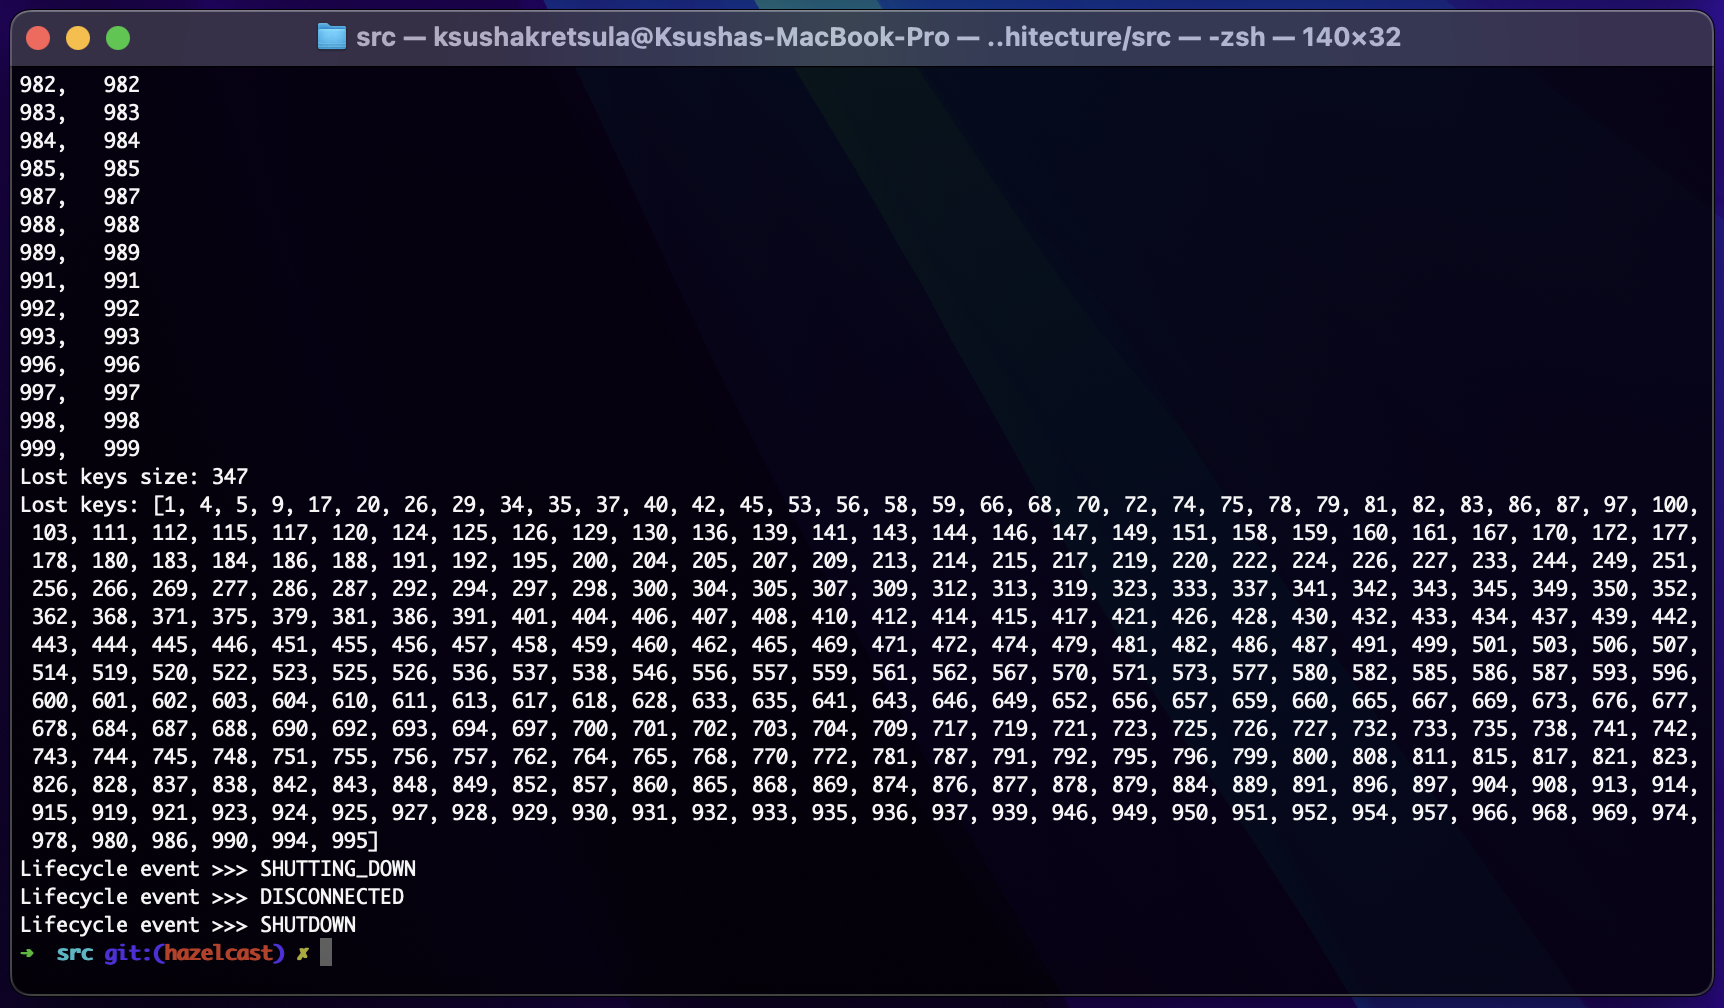 src — ksushakretsula@Ksushas-MacBook-Pro — ..hitecture/src — -zsh — 140×32
982,   982
983,   983
984,   984
985,   985
987,   987
988,   988
989,   989
991,   991
992,   992
993,   993
996,   996
997,   997
998,   998
999,   999
Lost keys size: 347
Lost keys: [1, 4, 5, 9, 17, 20, 26, 29, 34, 35, 37, 40, 42, 45, 53, 56, 58, 59, 66, 68, 70, 72, 74, 75, 78, 79, 81, 82, 83, 86, 87, 97, 100,
103, 111, 112, 115, 117, 120, 124, 125, 126, 129, 130, 136, 139, 141, 143, 144, 146, 147, 149, 151, 158, 159, 160, 161, 167, 170, 172, 177,
178, 180, 183, 184, 186, 188, 191, 192, 195, 200, 204, 205, 207, 209, 213, 214, 215, 217, 219, 220, 222, 224, 226, 227, 233, 244, 249, 251,
256, 266, 269, 277, 286, 287, 292, 294, 297, 298, 300, 304, 305, 307, 309, 312, 313, 319, 323, 333, 337, 341, 342, 343, 345, 349, 350, 352,
362, 368, 371, 375, 379, 381, 386, 391, 401, 404, 406, 407, 408, 410, 412, 414, 415, 417, 421, 426, 428, 430, 432, 433, 434, 437, 439, 442,
443, 444, 445, 446, 451, 455, 456, 457, 458, 459, 460, 462, 465, 469, 471, 472, 474, 479, 481, 482, 486, 487, 491, 499, 501, 503, 506, 507,
514, 519, 520, 522, 523, 525, 526, 536, 537, 538, 546, 556, 557, 559, 561, 562, 567, 570, 571, 573, 577, 580, 582, 585, 586, 587, 593, 596,
600, 601, 602, 603, 604, 610, 611, 613, 617, 618, 628, 633, 635, 641, 643, 646, 649, 652, 656, 657, 659, 660, 665, 667, 669, 673, 676, 677,
678, 684, 687, 688, 690, 692, 693, 694, 697, 700, 701, 702, 703, 704, 709, 717, 719, 721, 723, 725, 726, 727, 732, 733, 735, 738, 741, 742,
743, 744, 745, 748, 751, 755, 756, 757, 762, 764, 765, 768, 770, 772, 781, 787, 791, 792, 795, 796, 799, 800, 808, 811, 815, 817, 821, 823,
826, 828, 837, 838, 842, 843, 848, 849, 852, 857, 860, 865, 868, 869, 874, 876, 877, 878, 879, 884, 889, 891, 896, 897, 904, 908, 913, 914,
915, 919, 921, 923, 924, 925, 927, 928, 929, 930, 931, 932, 933, 935, 936, 937, 939, 946, 949, 950, 951, 952, 954, 957, 966, 968, 969, 974,
978, 980, 986, 990, 994, 995]
Lifecycle event >>> SHUTTING_DOWN
Lifecycle event >>> DISCONNECTED
Lifecycle event >>> SHUTDOWN
➜  src git:(hazelcast) ✗